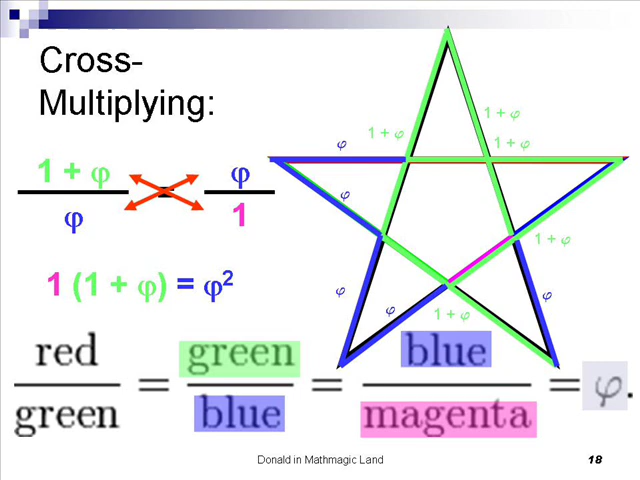 Cross-
Multiplying:
1 + φ
φ
=
φ
1
1 (1 + φ) = φ²
φ
1 + φ
1 + φ
1 + φ
φ
1 + φ
φ
φ
1 + φ
φ
red/green = green/blue = blue/magenta = φ.
Donald in Mathmagic Land
18